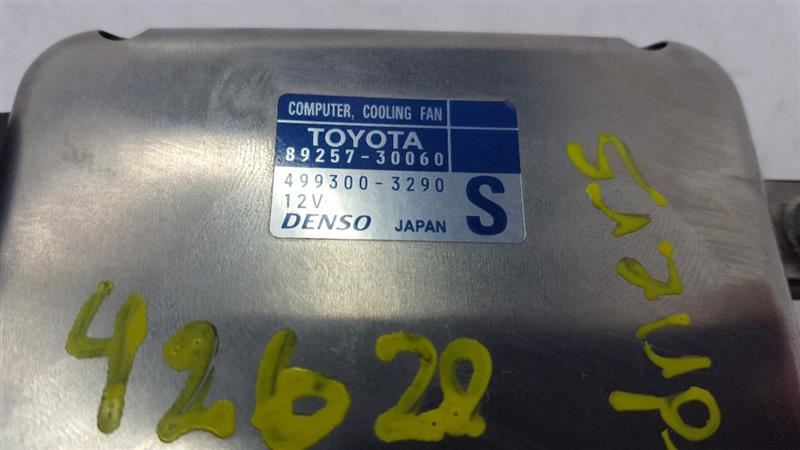 COMPUTER, COOLING FAN
TOYOTA
89257-30060
499300-3290
12V
S
DENSO JAPAN
42628